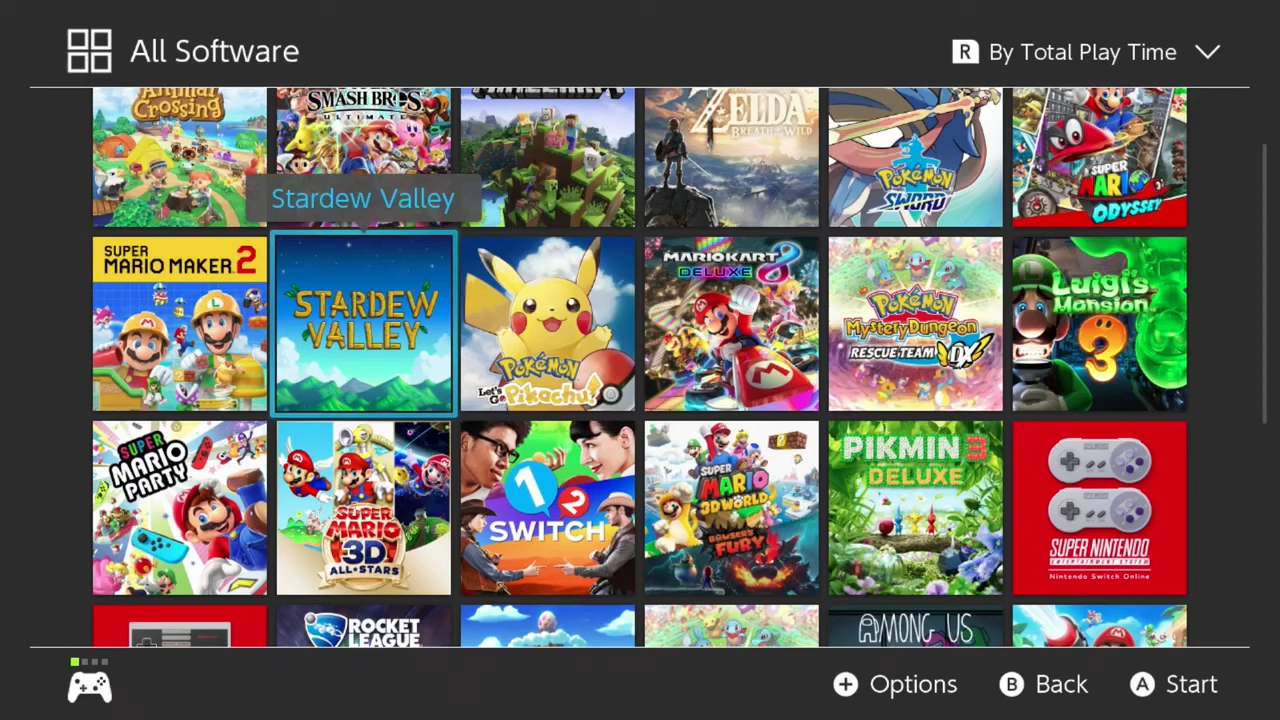 All Software
R By Total Play Time
Animal
Crossing
SMASH BROS.
ULTIMATE
MINECRAFT
ZELDA
BREATH OF THE WILD
POKéMON
SWORD
SUPER
MARIO
ODYSSEY
Stardew Valley
SUPER
MARIO MAKER 2
STARDEW
VALLEY
POKéMON
Let's
Go Pikachu!
MARIOKART 8
DELUXE
POKéMON
Mystery Dungeon
RESCUE TEAM DX
Luigi's
Mansion
3
SUPER
MARIO
PARTY
SUPER
MARIO
3D
ALL★STARS
1 2
SWITCH
SUPER
MARIO
3D WORLD
BOWSER'S
FURY
PIKMIN 3
DELUXE
SUPER NINTENDO
ENTERTAINMENT SYSTEM
Nintendo Switch Online
ROCKET
LEAGUE
AMONG US
+ Options
B Back
A Start